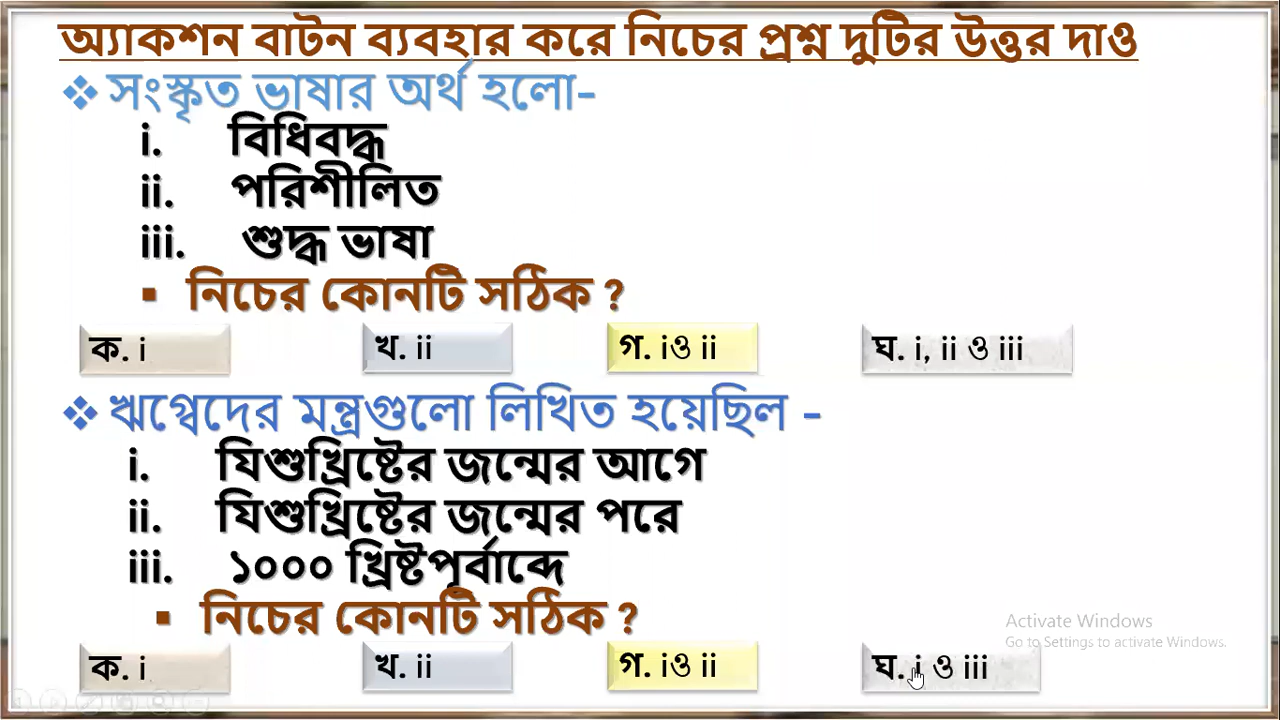 অ্যাকশন বাটন ব্যবহার করে নিচের প্রশ্ন দুটির উত্তর দাও
❖ সংস্কৃত ভাষার অর্থ হলো-
i. বিধিবদ্ধ
ii. পরিশীলিত
iii. শুদ্ধ ভাষা
▪ নিচের কোনটি সঠিক ?
ক. i খ. ii গ. iও ii ঘ. i, ii ও iii
❖ ঋগ্বেদের মন্ত্রগুলো লিখিত হয়েছিল -
i. যিশুখ্রিষ্টের জন্মের আগে
ii. যিশুখ্রিষ্টের জন্মের পরে
iii. ১০০০ খ্রিষ্টপূর্বাব্দে
▪ নিচের কোনটি সঠিক ?
Activate Windows
Go to Settings to activate Windows.
ক. i খ. ii গ. iও ii ঘ. i ও iii